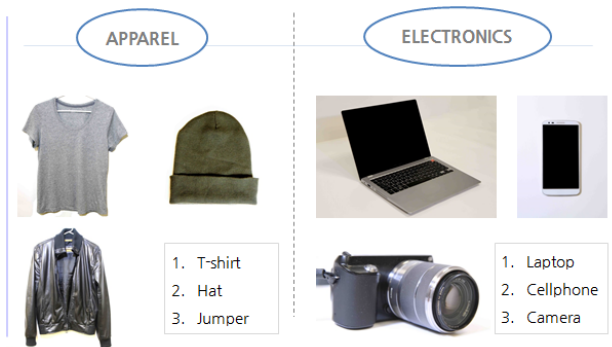 APPAREL
1. T-shirt
2. Hat
3. Jumper
ELECTRONICS
1. Laptop
2. Cellphone
3. Camera